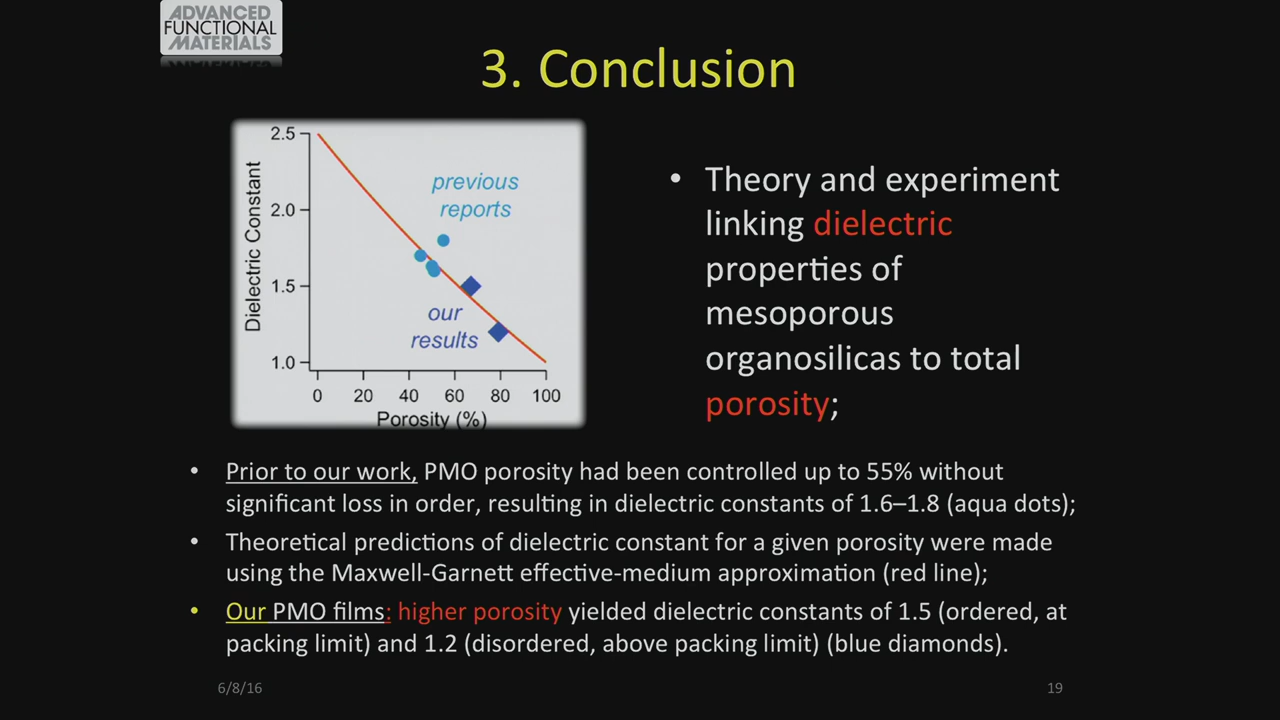 ADVANCED
FUNCTIONAL
MATERIALS
3. Conclusion
2.5
2.0
1.5
1.0
Dielectric Constant
previous
reports
our
results
0 20 40 60 80 100
Porosity (%)
• Theory and experiment
linking dielectric
properties of
mesoporous
organosilicas to total
porosity;
• Prior to our work, PMO porosity had been controlled up to 55% without
significant loss in order, resulting in dielectric constants of 1.6–1.8 (aqua dots);
• Theoretical predictions of dielectric constant for a given porosity were made
using the Maxwell-Garnett effective-medium approximation (red line);
• Our PMO films: higher porosity yielded dielectric constants of 1.5 (ordered, at
packing limit) and 1.2 (disordered, above packing limit) (blue diamonds).
6/8/16
19